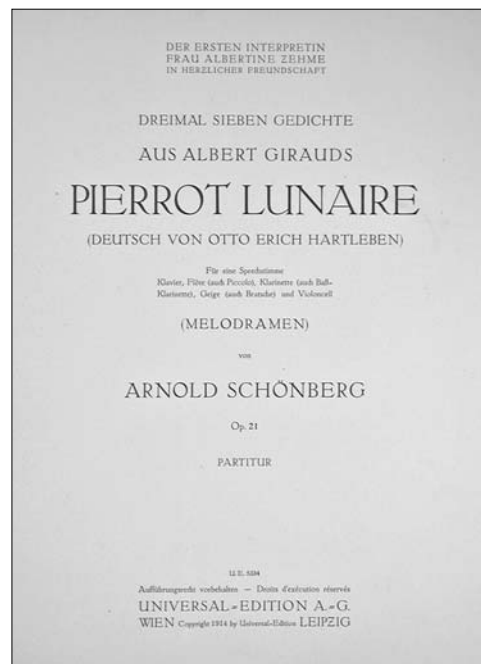 DER ERSTEN INTERPRETIN
FRAU ALBERTINE ZEHME
IN HERZLICHER FREUNDSCHAFT
DREIMAL SIEBEN GEDICHTE
AUS ALBERT GIRAUDS
PIERROT LUNAIRE
(DEUTSCH VON OTTO ERICH HARTLEBEN)
Für eine Sprechstimme
Klavier, Flöte (auch Piccolo), Klarinette (auch Baß-
Klarinette), Geige (auch Bratsche) und Violoncell
(MELODRAMEN)
von
ARNOLD SCHÖNBERG
Op. 21
PARTITUR
U. E. 5334
Aufführungsrecht vorbehalten — Droits d'exécution réservés
UNIVERSAL-EDITION A.-G.
WIEN Copyright 1914 by Universal-Edition LEIPZIG